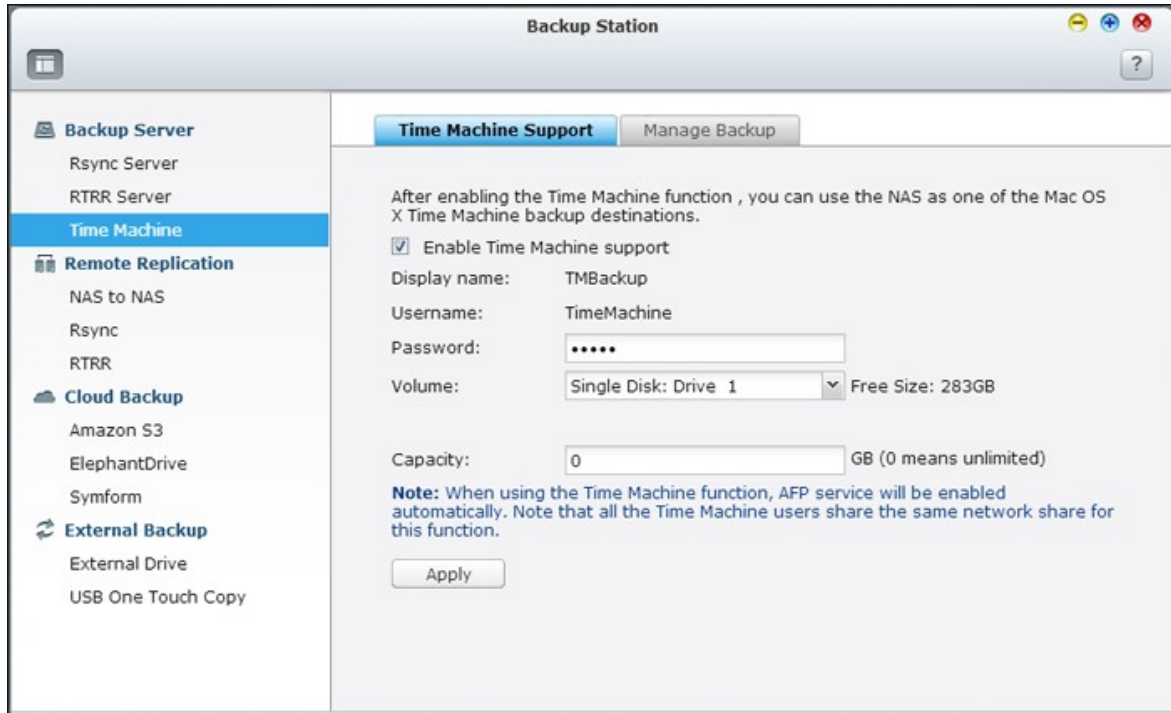 Backup Station
?
Backup Server
Rsync Server
RTRR Server
Time Machine
Remote Replication
NAS to NAS
Rsync
RTRR
Cloud Backup
Amazon S3
ElephantDrive
Symform
External Backup
External Drive
USB One Touch Copy
Time Machine Support Manage Backup
After enabling the Time Machine function , you can use the NAS as one of the Mac OS
X Time Machine backup destinations.
Enable Time Machine support
Display name: TMBackup
Username: TimeMachine
Password: •••••
Volume: Single Disk: Drive 1 Free Size: 283GB
Capacity: 0 GB (0 means unlimited)
Note: When using the Time Machine function, AFP service will be enabled
automatically. Note that all the Time Machine users share the same network share for
this function.
Apply